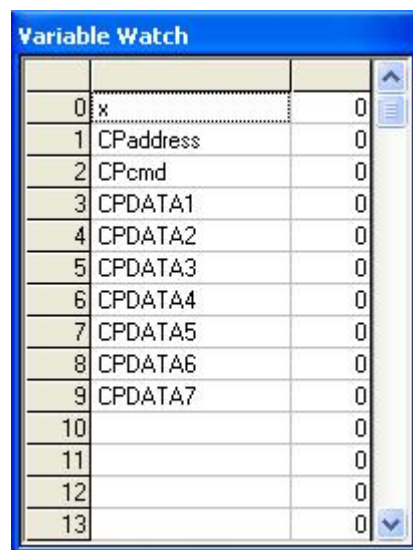 Variable Watch
0 x 0
1 CPaddress 0
2 CPcmd 0
3 CPDATA1 0
4 CPDATA2 0
5 CPDATA3 0
6 CPDATA4 0
7 CPDATA5 0
8 CPDATA6 0
9 CPDATA7 0
10 0
11 0
12 0
13 0